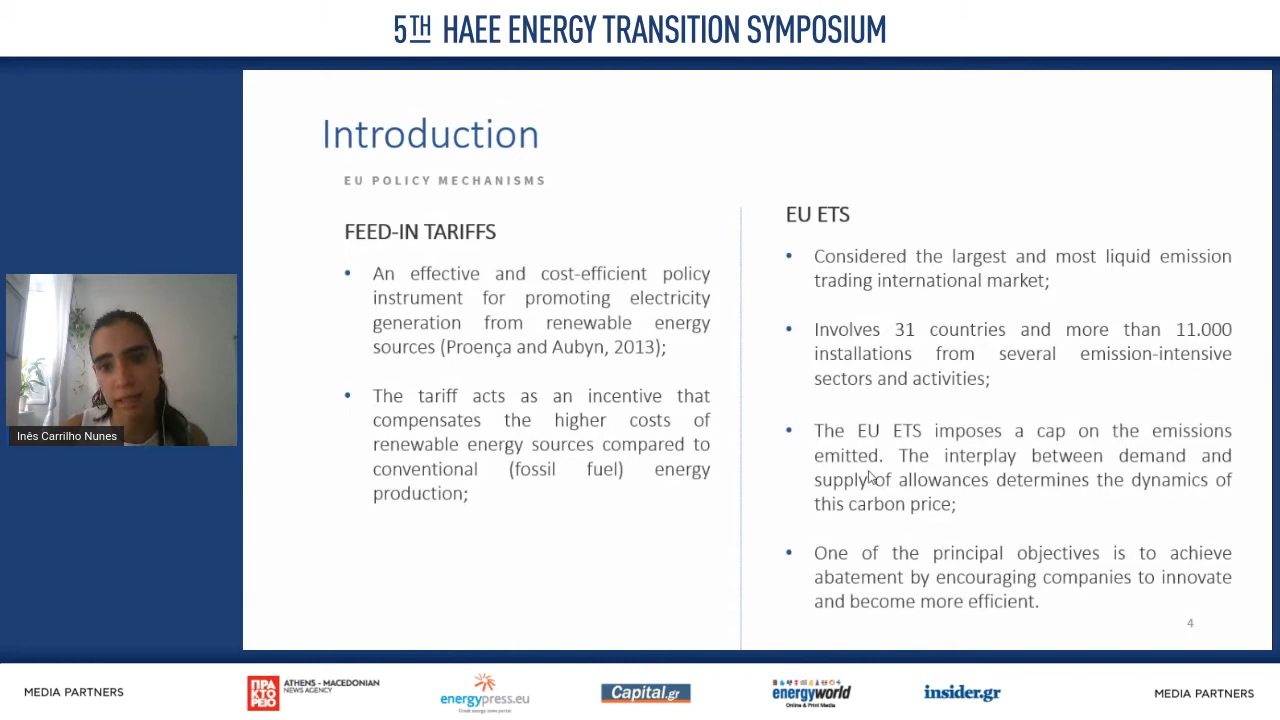 5TH HAEE ENERGY TRANSITION SYMPOSIUM
Introduction
EU POLICY MECHANISMS
FEED-IN TARIFFS
• An effective and cost-efficient policy
instrument for promoting electricity
generation from renewable energy
sources (Proença and Aubyn, 2013);
• The tariff acts as an incentive that
compensates the higher costs of
renewable energy sources compared to
conventional (fossil fuel) energy
production;
EU ETS
• Considered the largest and most liquid emission
trading international market;
• Involves 31 countries and more than 11.000
installations from several emission-intensive
sectors and activities;
• The EU ETS imposes a cap on the emissions
emitted. The interplay between demand and
supply of allowances determines the dynamics of
this carbon price;
• One of the principal objectives is to achieve
abatement by encouraging companies to innovate
and become more efficient.
4
Inês Carrilho Nunes
MEDIA PARTNERS
ΠΡΑ
ΚΤΟ
ΡΕΙΟ
ATHENS - MACEDONIAN
NEWS AGENCY
energypress.eu
Capital.gr
energyworld
Online & Print Media
insider.gr
MEDIA PARTNERS